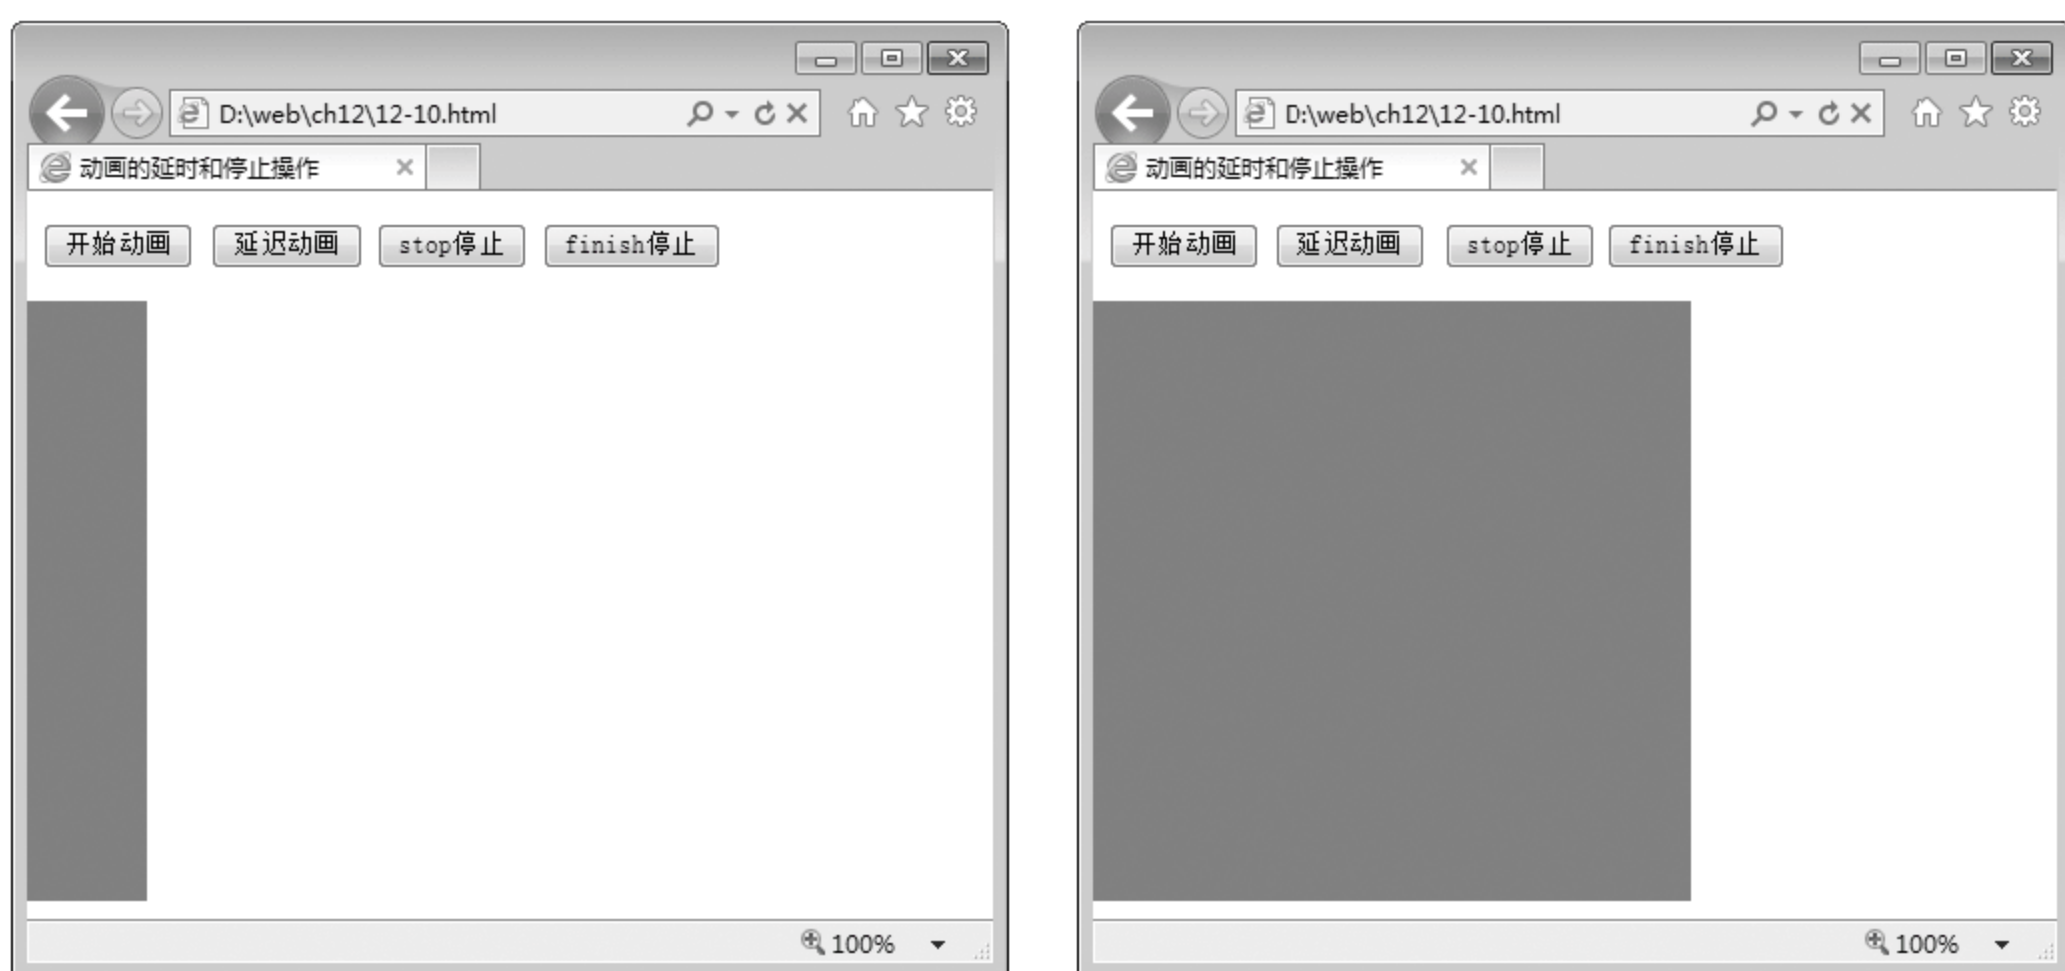 D:\web\ch12\12-10.html
动画的延时和停止操作
开始动画 延迟动画 stop停止 finish停止
100%
D:\web\ch12\12-10.html
动画的延时和停止操作
开始动画 延迟动画 stop停止 finish停止
100%